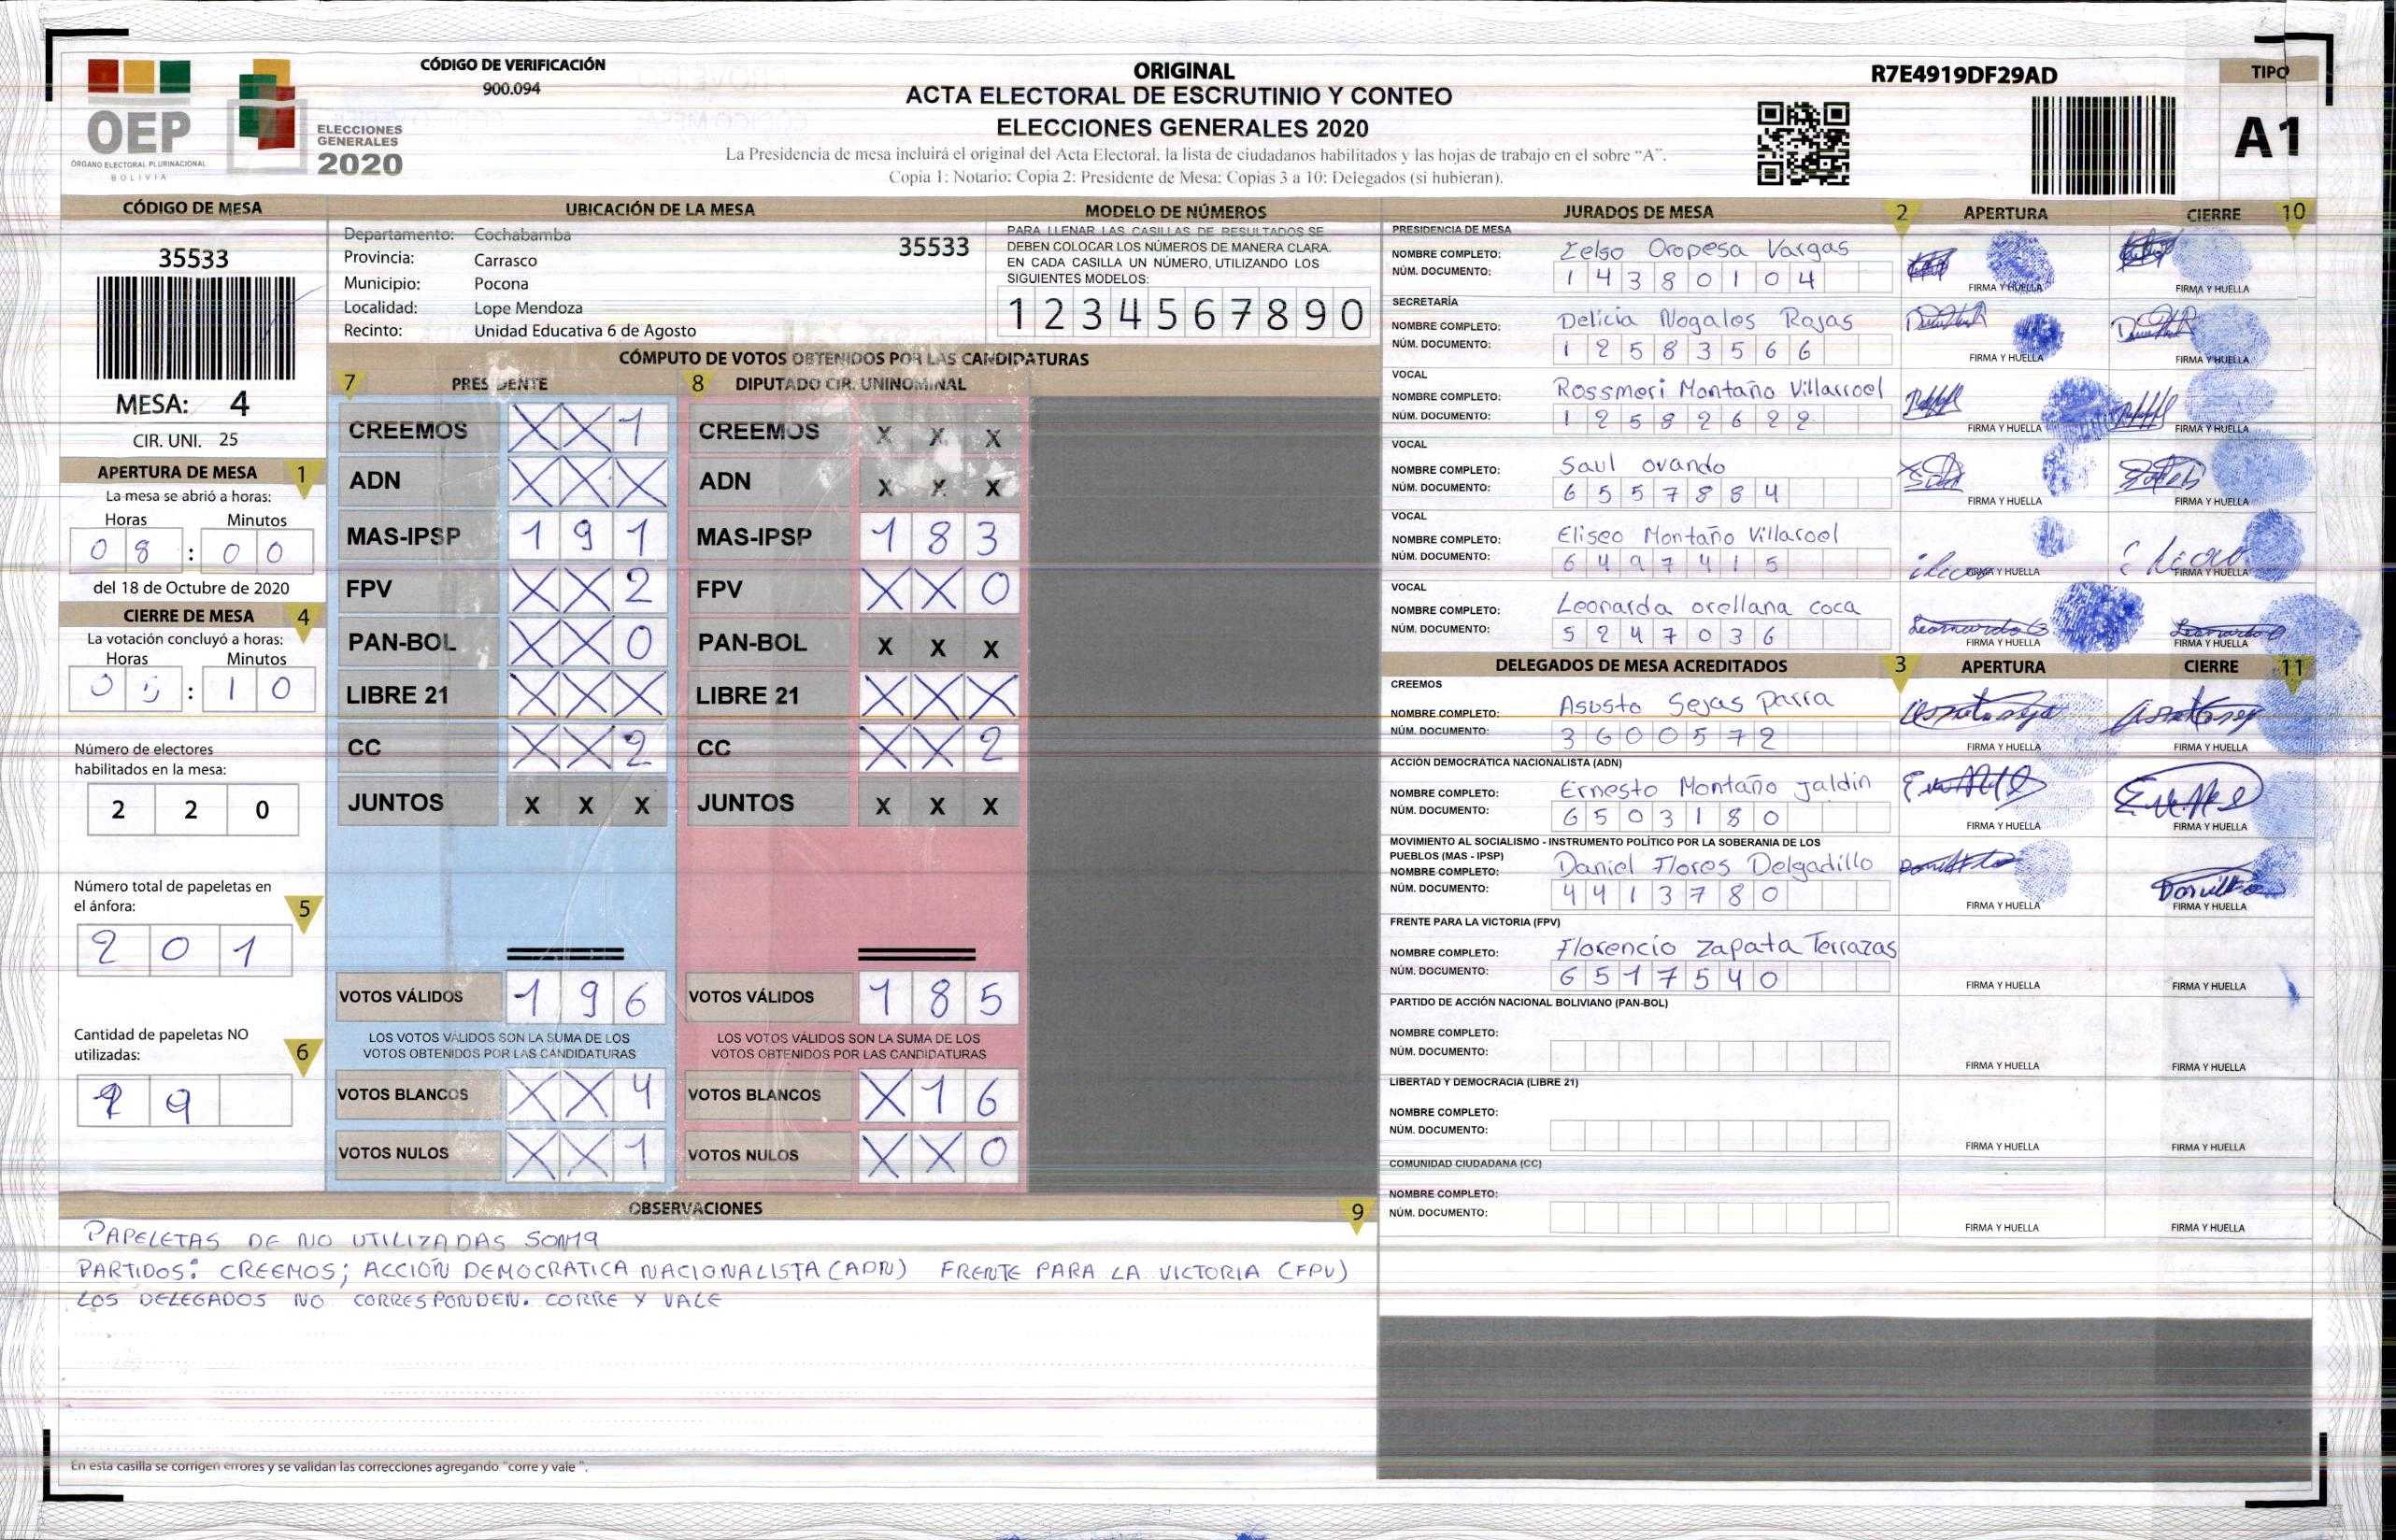 CÓDIGO DE VERIFICACIÓN
900.094
OEP
ÓRGANO ELECTORAL PLURINACIONAL
BOLIVIA
ELECCIONES
GENERALES
2020
ORIGINAL
ACTA ELECTORAL DE ESCRUTINIO Y CONTEO
ELECCIONES GENERALES 2020
La Presidencia de mesa incluirá el original del Acta Electoral, la lista de ciudadanos habilitados y las hojas de trabajo en el sobre “A”.
Copia 1: Notario; Copia 2: Presidente de Mesa; Copias 3 a 10: Delegados (si hubieran).
R7E4919DF29AD
TIPO
A1
CÓDIGO DE MESA
35533
MESA: 4
CIR. UNI. 25
APERTURA DE MESA 1
La mesa se abrió a horas:
Horas Minutos
0 8 : 0 0
del 18 de Octubre de 2020
CIERRE DE MESA 4
La votación concluyó a horas:
Horas Minutos
0 5 : 1 0
Número de electores
habilitados en la mesa:
2 2 0
Número total de papeletas en
el ánfora: 5
2 0 1
Cantidad de papeletas NO
utilizadas: 6
9
UBICACIÓN DE LA MESA
Departamento: Cochabamba
35533
Provincia: Carrasco
Municipio: Pocona
Localidad: Lope Mendoza
Recinto: Unidad Educativa 6 de Agosto
MODELO DE NÚMEROS
PARA LLENAR LAS CASILLAS DE RESULTADOS SE
DEBEN COLOCAR LOS NÚMEROS DE MANERA CLARA.
EN CADA CASILLA UN NÚMERO, UTILIZANDO LOS
SIGUIENTES MODELOS:
1 2 3 4 5 6 7 8 9 0
CÓMPUTO DE VOTOS OBTENIDOS POR LAS CANDIDATURAS
7 PRESIDENTE
CREEMOS X X 1
ADN X X X
MAS-IPSP 1 9 1
FPV X X 2
PAN-BOL X X 0
LIBRE 21 X X X
CC X X 2
JUNTOS X X X
VOTOS VÁLIDOS 1 9 6
LOS VOTOS VÁLIDOS SON LA SUMA DE LOS
VOTOS OBTENIDOS POR LAS CANDIDATURAS
VOTOS BLANCOS X X 4
VOTOS NULOS X X 1
8 DIPUTADO CIR. UNINOMINAL
CREEMOS X X X
ADN X X X
MAS-IPSP 1 8 3
FPV X X 0
PAN-BOL X X X
LIBRE 21 X X X
CC X X 2
JUNTOS X X X
VOTOS VÁLIDOS 1 8 5
LOS VOTOS VÁLIDOS SON LA SUMA DE LOS
VOTOS OBTENIDOS POR LAS CANDIDATURAS
VOTOS BLANCOS X 1 6
VOTOS NULOS X X 0
OBSERVACIONES 9
PAPELETAS DE NO UTILIZADAS SON 19
PARTIDOS: CREEMOS; ACCIÓN DEMOCRATICA NACIONALISTA (ADN) FRENTE PARA LA VICTORIA (FPV)
LOS DELEGADOS NO CORRESPONDEN. CORRE Y VALE
En esta casilla se corrigen errores y se validan las correcciones agregando "corre y vale ".
JURADOS DE MESA 2 APERTURA CIERRE 10
PRESIDENCIA DE MESA
NOMBRE COMPLETO: Zelso Oropesa Vargas
NÚM. DOCUMENTO: 1 4 3 8 0 1 0 4
FIRMA Y HUELLA FIRMA Y HUELLA
SECRETARÍA
NOMBRE COMPLETO: Delicia Nogales Rojas
NÚM. DOCUMENTO: 1 2 5 8 3 5 6 6
FIRMA Y HUELLA FIRMA Y HUELLA
VOCAL
NOMBRE COMPLETO: Rossmeri Montaño Villarroel
NÚM. DOCUMENTO: 1 2 5 8 2 6 2 2
FIRMA Y HUELLA FIRMA Y HUELLA
VOCAL
NOMBRE COMPLETO: Saul ovando
NÚM. DOCUMENTO: 6 5 5 7 8 8 4
FIRMA Y HUELLA FIRMA Y HUELLA
VOCAL
NOMBRE COMPLETO: Eliseo Montaño Villaroel
NÚM. DOCUMENTO: 6 4 9 7 4 1 5
FIRMA Y HUELLA FIRMA Y HUELLA
VOCAL
NOMBRE COMPLETO: Leonarda orellana coca
NÚM. DOCUMENTO: 5 2 4 7 0 3 6
FIRMA Y HUELLA FIRMA Y HUELLA
DELEGADOS DE MESA ACREDITADOS 3 APERTURA CIERRE 11
CREEMOS
NOMBRE COMPLETO: Asusto Sejas parra
NÚM. DOCUMENTO: 3 6 0 0 5 7 2
FIRMA Y HUELLA FIRMA Y HUELLA
ACCIÓN DEMOCRÁTICA NACIONALISTA (ADN)
NOMBRE COMPLETO: Ernesto Montaño jaldin
NÚM. DOCUMENTO: 6 5 0 3 1 8 0
FIRMA Y HUELLA FIRMA Y HUELLA
MOVIMIENTO AL SOCIALISMO - INSTRUMENTO POLÍTICO POR LA SOBERANIA DE LOS
PUEBLOS (MAS - IPSP)
NOMBRE COMPLETO: Daniel Flores Delgadillo
NÚM. DOCUMENTO: 4 4 1 3 7 8 0
FIRMA Y HUELLA FIRMA Y HUELLA
FRENTE PARA LA VICTORIA (FPV)
NOMBRE COMPLETO: Florencio Zapata Terrazas
NÚM. DOCUMENTO: 6 5 1 7 5 4 0
FIRMA Y HUELLA FIRMA Y HUELLA
PARTIDO DE ACCIÓN NACIONAL BOLIVIANO (PAN-BOL)
NOMBRE COMPLETO:
NÚM. DOCUMENTO:
FIRMA Y HUELLA FIRMA Y HUELLA
LIBERTAD Y DEMOCRACIA (LIBRE 21)
NOMBRE COMPLETO:
NÚM. DOCUMENTO:
FIRMA Y HUELLA FIRMA Y HUELLA
COMUNIDAD CIUDADANA (CC)
NOMBRE COMPLETO:
NÚM. DOCUMENTO:
FIRMA Y HUELLA FIRMA Y HUELLA